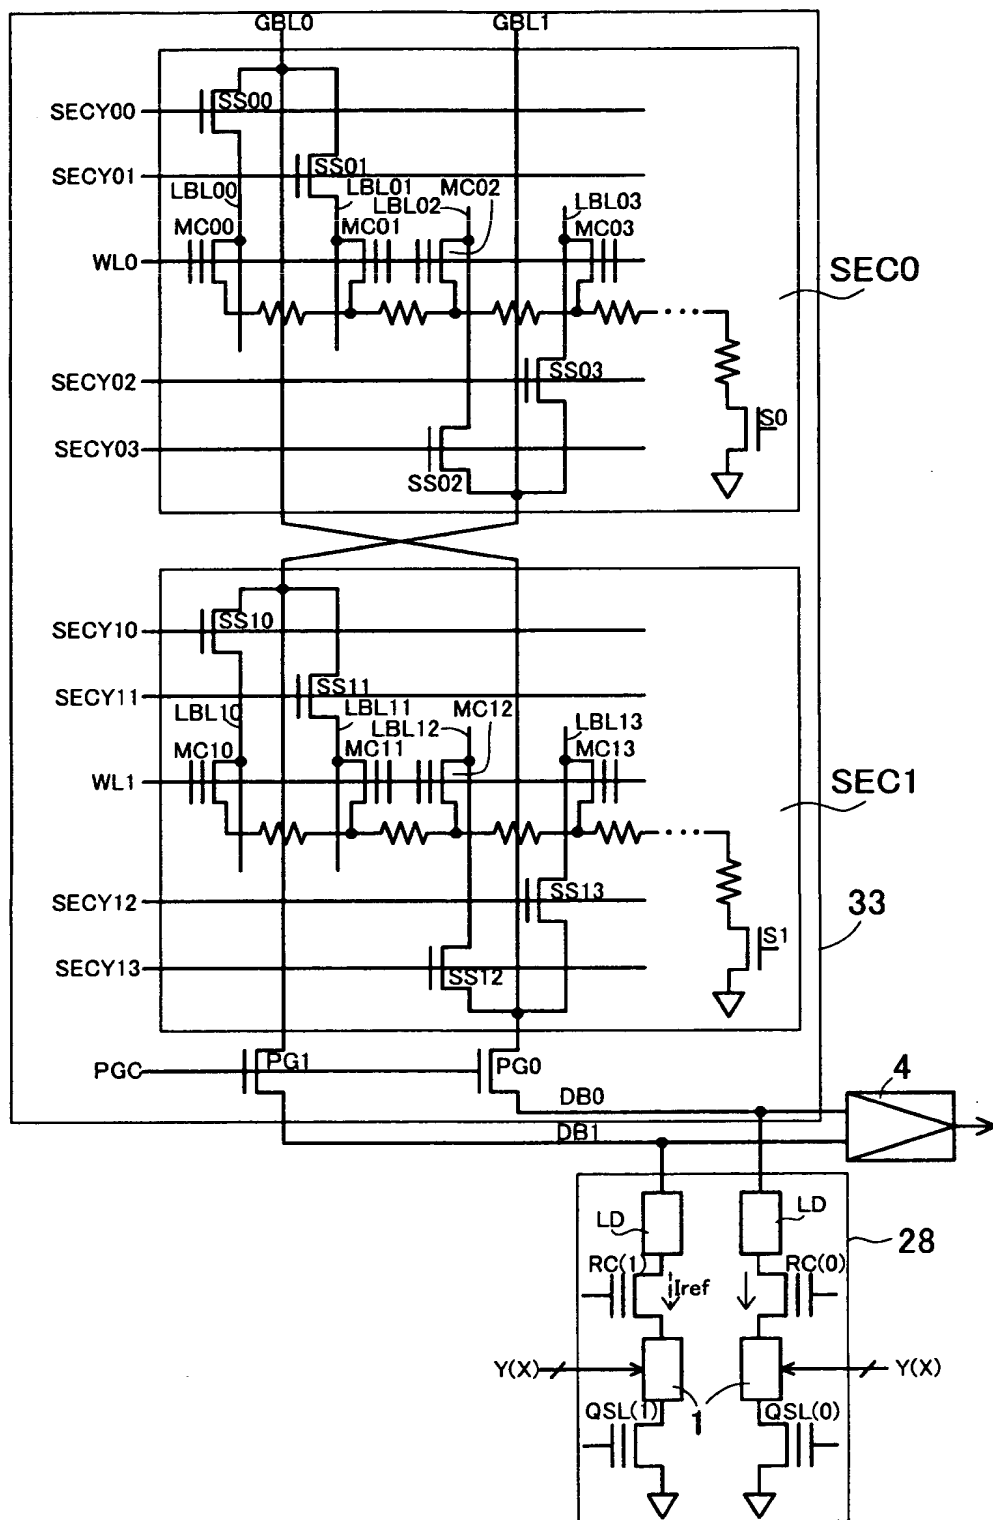 GBL0 GBL1
SECY00
SS00
SECY01
SS01
LBL00 LBL01 LBL02 MC02 LBL03
MC00 MC01 MC03
WL0
SEC0
SECY02
SS03
S0
SECY03
SS02
SECY10
SS10
SECY11
SS11
LBL10 LBL11 LBL12 MC12 LBL13
MC10 MC11 MC13
WL1
SEC1
SECY12
SS13
33
S1
SECY13
SS12
PGC
PG1 PG0
4
DB0
DB1
LD LD
28
RC(1) RC(0)
Iref
Y(X) Y(X)
1
QSL(1) QSL(0)